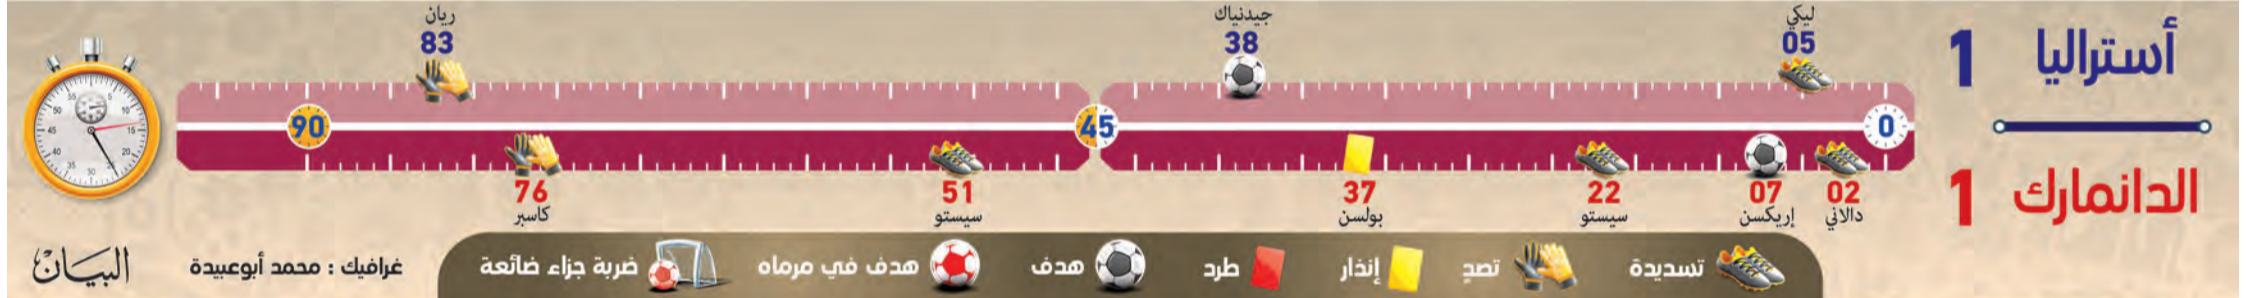 أستراليا 1
الدانمارك 1
ليكي
05
جيدنياك
38
ريان
83
0
45
90
02
دالاني
07
إريكسن
22
سيستو
37
بولسن
51
سيستو
76
كاسبر
تسديدة
تصدٍ
إنذار
طرد
هدف
هدف في مرماه
ضربة جزاء ضائعة
غرافيك : محمد أبوعبيدة
البيان